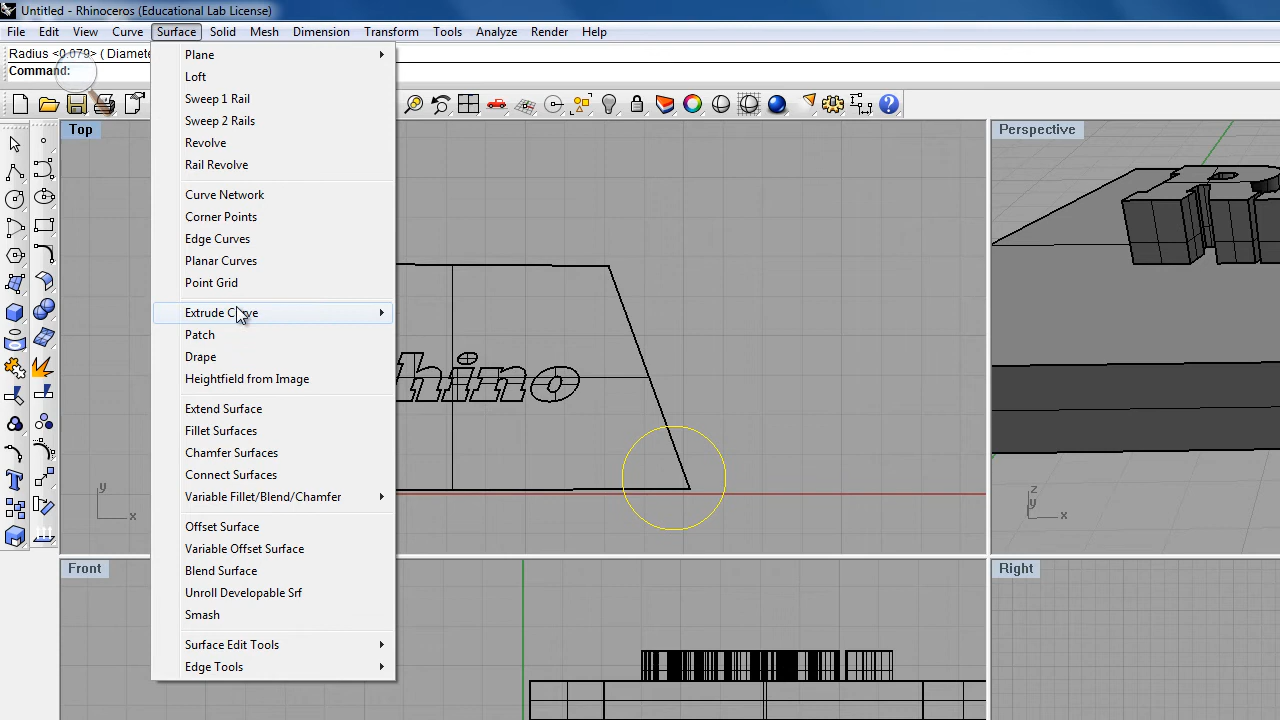 Untitled - Rhinoceros (Educational Lab License)
File Edit View Curve Surface Solid Mesh Dimension Transform Tools Analyze Render Help
Radius <0.079> ( Diamete
Command:
Plane
Loft
Sweep 1 Rail
Sweep 2 Rails
Revolve
Rail Revolve
Curve Network
Corner Points
Edge Curves
Planar Curves
Point Grid
Extrude Curve
Patch
Drape
Heightfield from Image
Extend Surface
Fillet Surfaces
Chamfer Surfaces
Connect Surfaces
Variable Fillet/Blend/Chamfer
Offset Surface
Variable Offset Surface
Blend Surface
Unroll Developable Srf
Smash
Surface Edit Tools
Edge Tools
Top
hino
y
x
Perspective
z
y
x
Front
Right